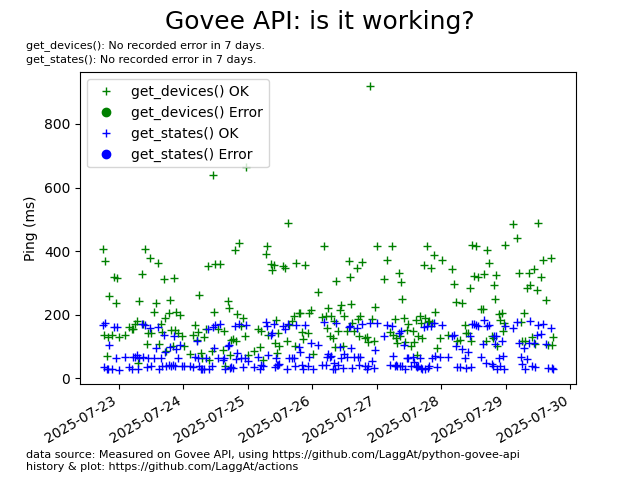 Govee API: is it working?
get_devices(): No recorded error in 7 days.
get_states(): No recorded error in 7 days.
get_devices() OK
get_devices() Error
get_states() OK
get_states() Error
Ping (ms)
800
600
400
200
0
2025-07-23
2025-07-24
2025-07-25
2025-07-26
2025-07-27
2025-07-28
2025-07-29
2025-07-30
data source: Measured on Govee API, using https://github.com/LaggAt/python-govee-api
history & plot: https://github.com/LaggAt/actions